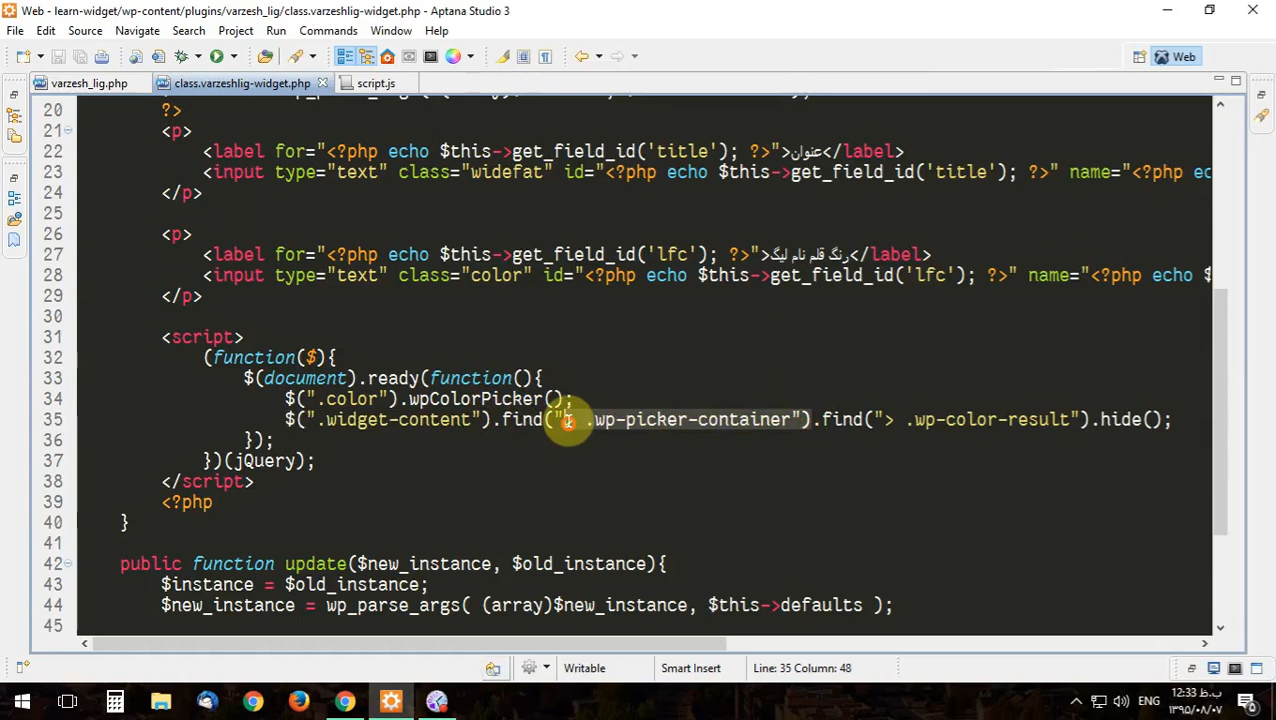 Web - learn-widget/wp-content/plugins/varzesh_lig/class.varzeshlig-widget.php - Aptana Studio 3
File Edit Source Navigate Search Project Run Commands Window Help
Web
varzesh_lig.php class.varzeshlig-widget.php script.js
20 ?>
21 <p>
22 <label for="<?php echo $this->get_field_id('title'); ?>">عنوان</label>
23 <input type="text" class="widefat" id="<?php echo $this->get_field_id('title'); ?>" name="<?php ec
24 </p>
25
26 <p>
27 <label for="<?php echo $this->get_field_id('lfc'); ?>">رنگ قلم نام لیگ</label>
28 <input type="text" class="color" id="<?php echo $this->get_field_id('lfc'); ?>" name="<?php echo $
29 </p>
30
31 <script>
32 (function($){
33 $(document).ready(function(){
34 $(".color").wpColorPicker();
35 $(".widget-content").find(" .wp-picker-container").find("> .wp-color-result").hide();
36 });
37 })(jQuery);
38 </script>
39 <?php
40 }
41
42 public function update($new_instance, $old_instance){
43 $instance = $old_instance;
44 $new_instance = wp_parse_args( (array)$new_instance, $this->defaults );
45
Writable Smart Insert Line: 35 Column: 48
ENG 12:33 ب.ظ
۱۳۹۵/۰۸/۰۷